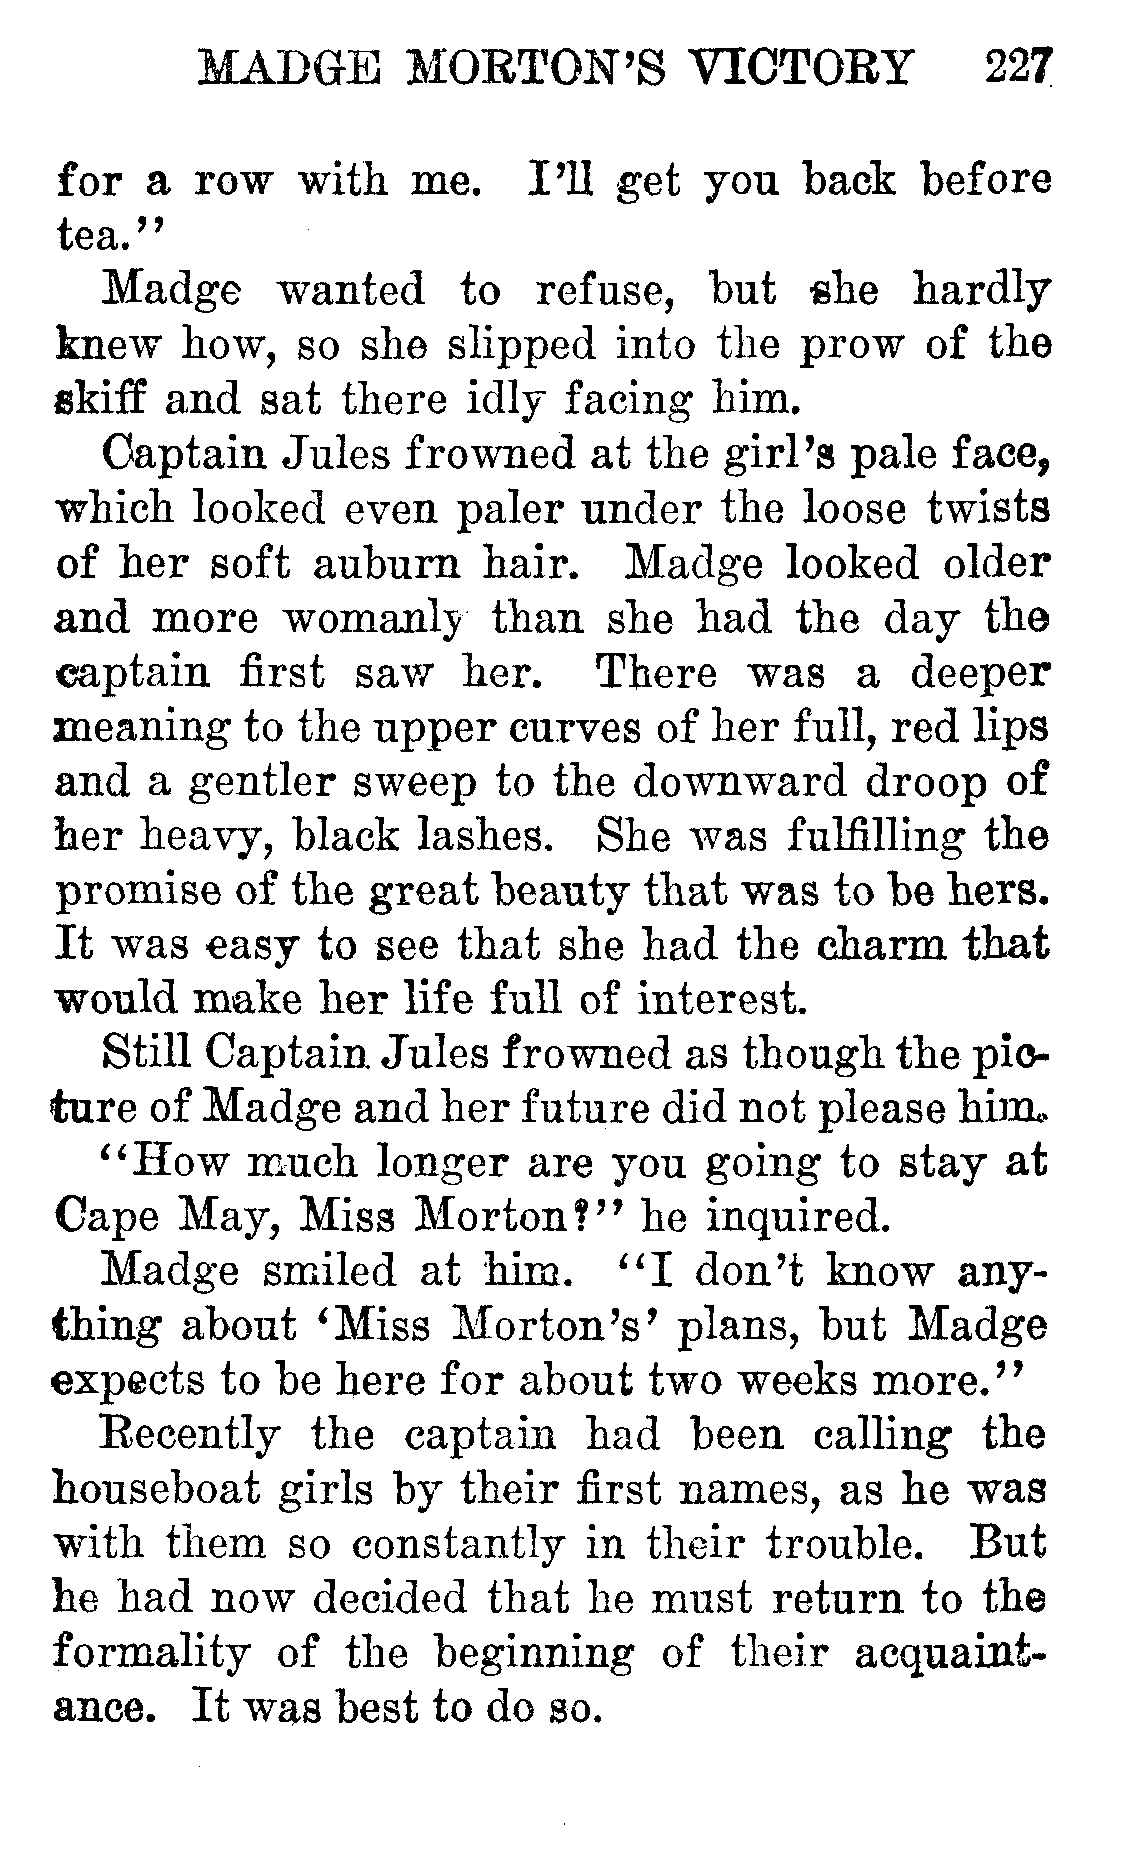 MADGE MORTON'S VICTORY 227
for a row with me. I'll get you back before
tea."
Madge wanted to refuse, but she hardly
knew how, so she slipped into the prow of the
skiff and sat there idly facing him.
Captain Jules frowned at the girl's pale face,
which looked even paler under the loose twists
of her soft auburn hair. Madge looked older
and more womanly than she had the day the
captain first saw her. There was a deeper
meaning to the upper curves of her full, red lips
and a gentler sweep to the downward droop of
her heavy, black lashes. She was fulfilling the
promise of the great beauty that was to be hers.
It was easy to see that she had the charm that
would make her life full of interest.
Still Captain Jules frowned as though the pic-
ture of Madge and her future did not please him.
"How much longer are you going to stay at
Cape May, Miss Morton?" he inquired.
Madge smiled at him. "I don't know any-
thing about 'Miss Morton's' plans, but Madge
expects to be here for about two weeks more."
Recently the captain had been calling the
houseboat girls by their first names, as he was
with them so constantly in their trouble. But
he had now decided that he must return to the
formality of the beginning of their acquaint-
ance. It was best to do so.